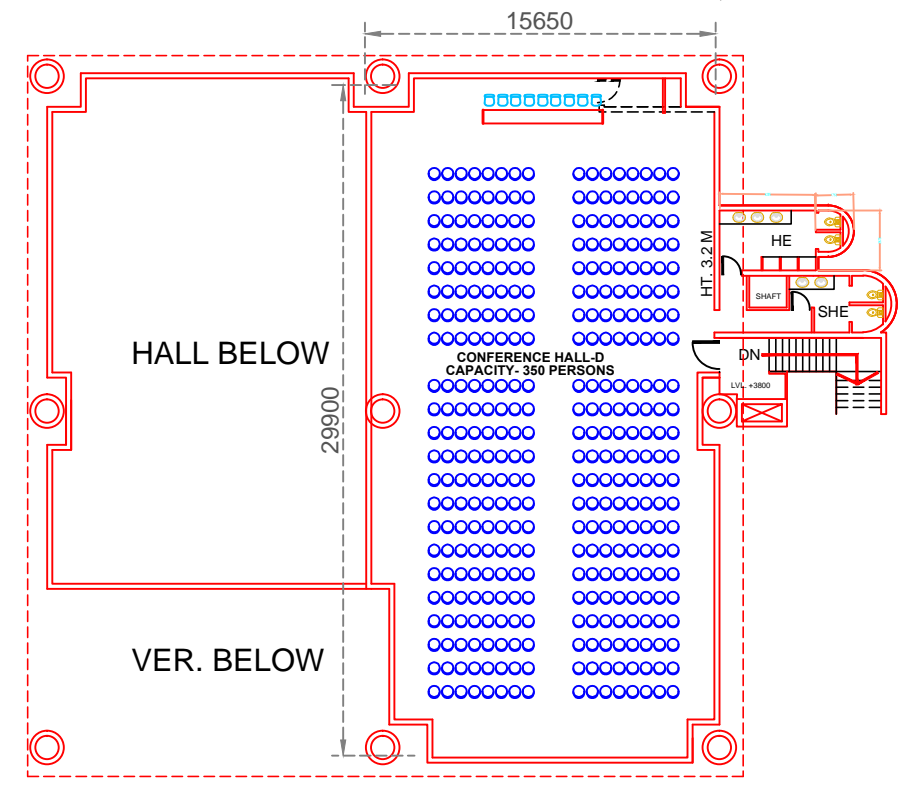 15650
HE
HT. 3.2 M
SHAFT
SHE
HALL BELOW
CONFERENCE HALL-D
CAPACITY- 350 PERSONS
DN
LVL. +3800
29900
VER. BELOW